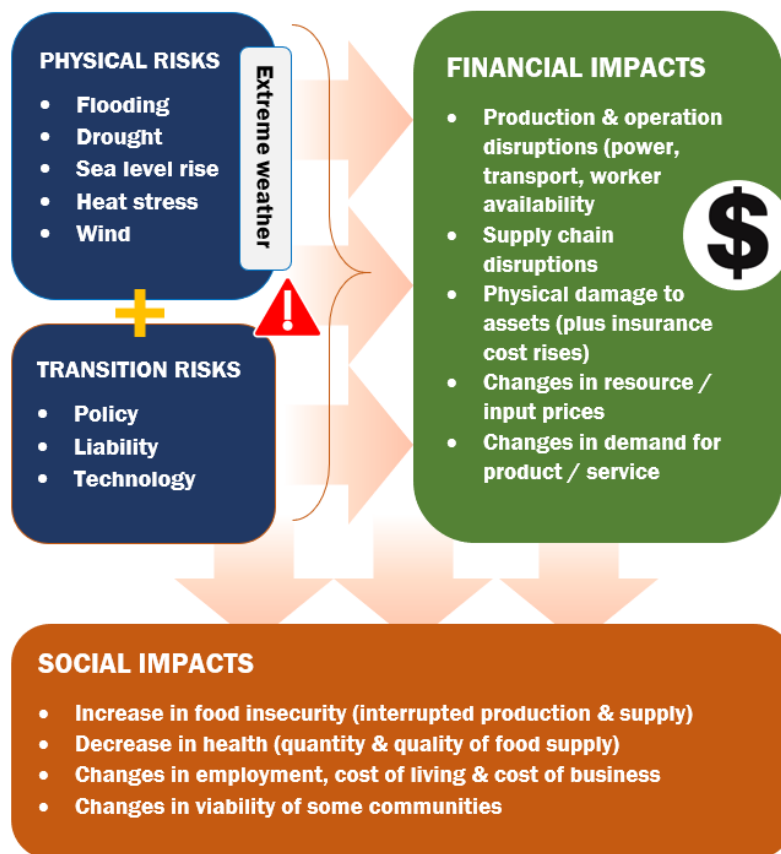 PHYSICAL RISKS
• Flooding
• Drought
• Sea level rise
• Heat stress
• Wind
Extreme weather
+
!
TRANSITION RISKS
• Policy
• Liability
• Technology
FINANCIAL IMPACTS
• Production & operation
disruptions (power,
transport, worker
availability
• Supply chain
disruptions
• Physical damage to
assets (plus insurance
cost rises)
• Changes in resource /
input prices
• Changes in demand for
product / service
$
SOCIAL IMPACTS
• Increase in food insecurity (interrupted production & supply)
• Decrease in health (quantity & quality of food supply)
• Changes in employment, cost of living & cost of business
• Changes in viability of some communities